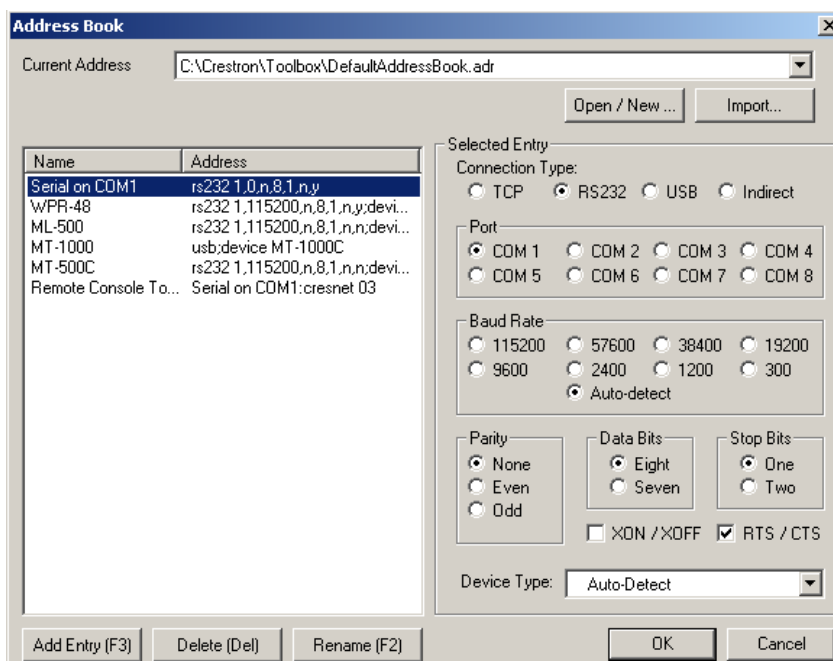 Address Book
Current Address C:\Crestron\Toolbox\DefaultAddressBook.adr
Open / New ... Import...
Name Address
Serial on COM1 rs232 1,0,n,8,1,n,y
WPR-48 rs232 1,115200,n,8,1,n,y;devi...
ML-500 rs232 1,115200,n,8,1,n,n;devi...
MT-1000 usb;device MT-1000C
MT-500C rs232 1,115200,n,8,1,n,n;devi...
Remote Console To... Serial on COM1:cresnet 03
Selected Entry
Connection Type:
TCP RS232 USB Indirect
Port
COM 1 COM 2 COM 3 COM 4
COM 5 COM 6 COM 7 COM 8
Baud Rate
115200 57600 38400 19200
9600 2400 1200 300
Auto-detect
Parity Data Bits Stop Bits
None Eight One
Even Seven Two
Odd
XON / XOFF RTS / CTS
Device Type: Auto-Detect
Add Entry (F3) Delete (Del) Rename (F2) OK Cancel